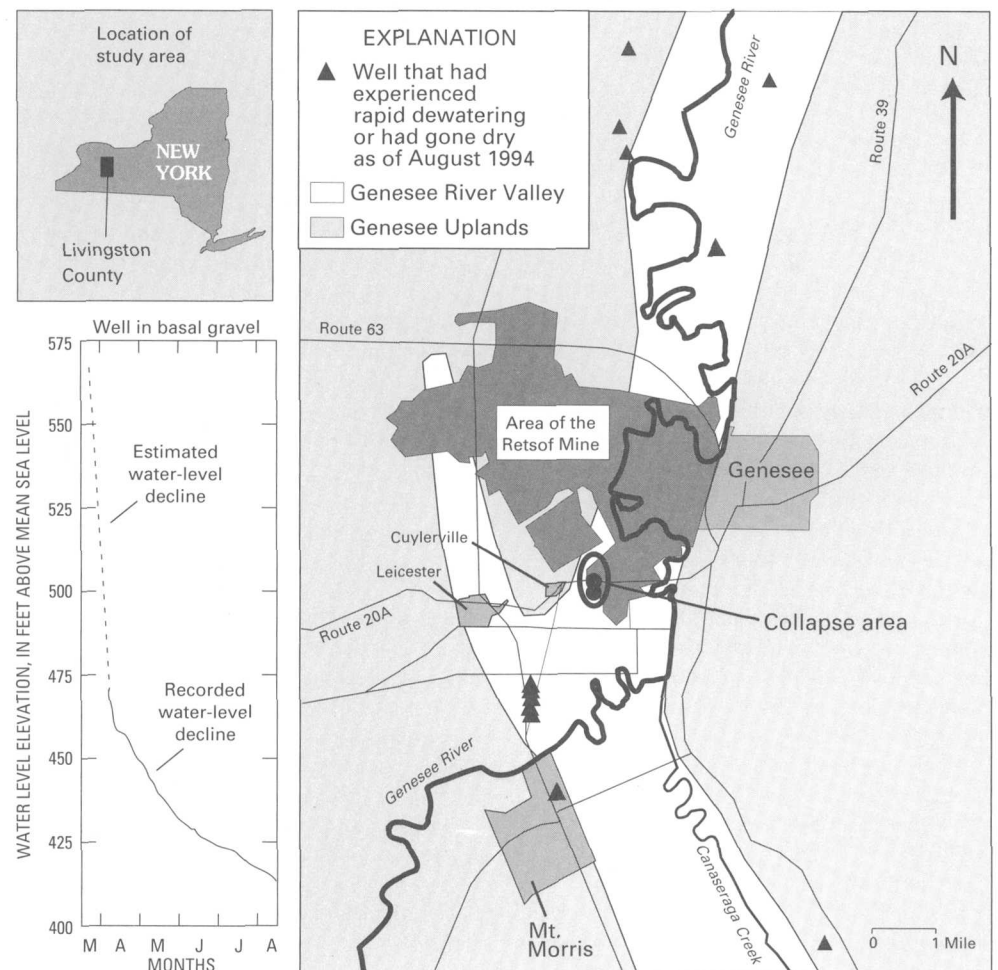 Location of
study area
NEW
YORK
Livingston
County
EXPLANATION
Well that had
experienced
rapid dewatering
or had gone dry
as of August 1994
Genesee River Valley
Genesee Uplands
N
Genesee River
Route 39
Route 63
Route 20A
Area of the
Retsof Mine
Genesee
Cuylerville
Leicester
Route 20A
Collapse area
Genesee River
Canaseraga Creek
Mt.
Morris
0 1 Mile
Well in basal gravel
WATER LEVEL ELEVATION, IN FEET ABOVE MEAN SEA LEVEL
575
550
525
500
475
450
425
400
Estimated
water-level
decline
Recorded
water-level
decline
M A M J J A
MONTHS